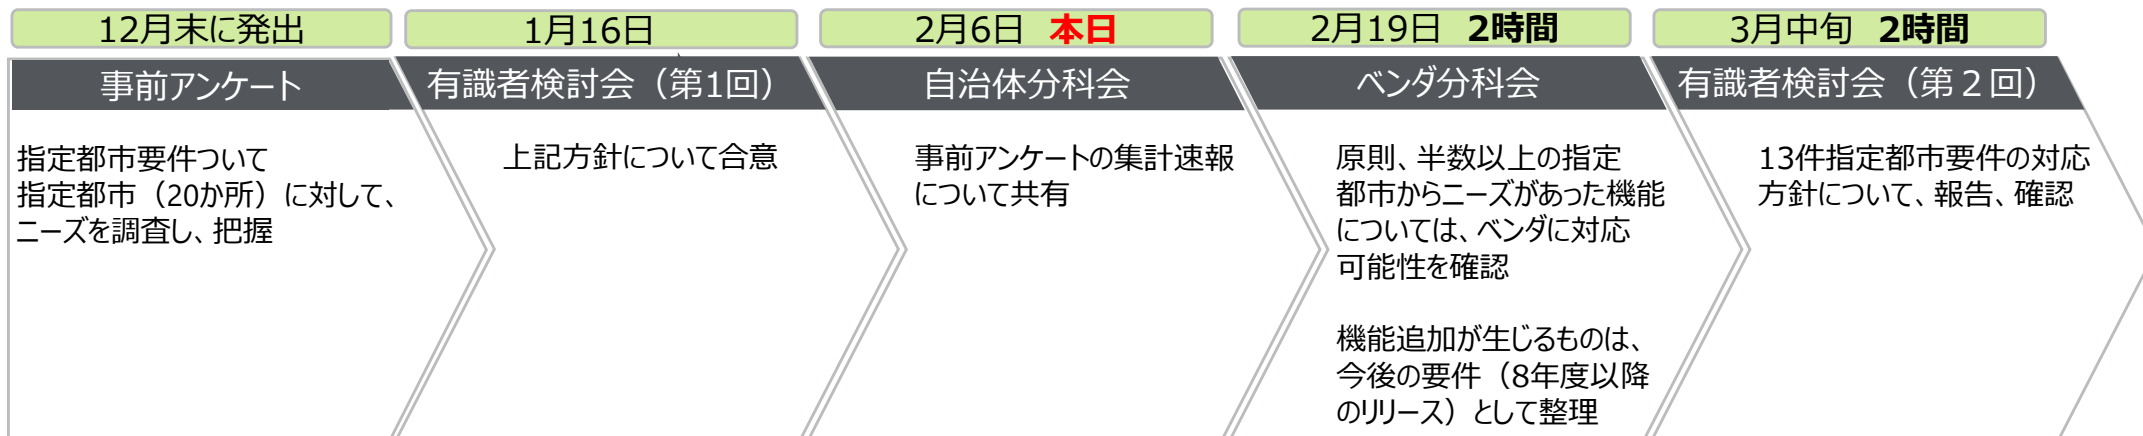 12月末に発出
1月16日
2月6日 本日
2月19日 2時間
3月中旬 2時間
事前アンケート
有識者検討会（第1回）
自治体分科会
ベンダ分科会
有識者検討会（第２回）
指定都市要件ついて
指定都市（20か所）に対して、
ニーズを調査し、把握
上記方針について合意
事前アンケートの集計速報
について共有
原則、半数以上の指定
都市からニーズがあった機能
については、ベンダに対応
可能性を確認
機能追加が生じるものは、
今後の要件（8年度以降
のリリース）として整理
13件指定都市要件の対応
方針について、報告、確認